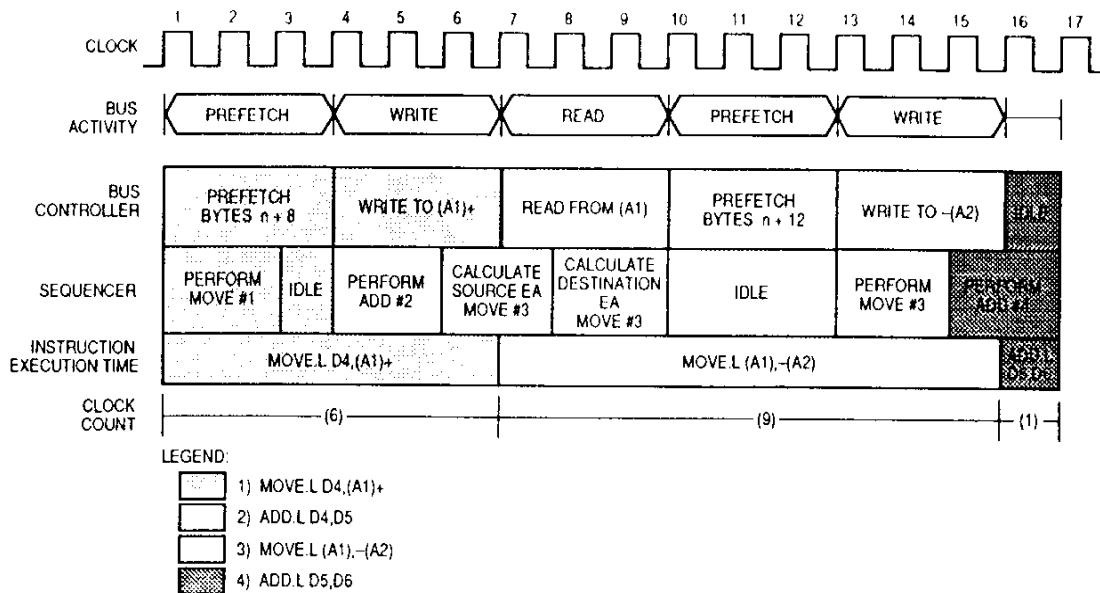 1 2 3 4 5 6 7 8 9 10 11 12 13 14 15 16 17
CLOCK
BUS
ACTIVITY
PREFETCH WRITE READ PREFETCH WRITE
BUS
CONTROLLER
PREFETCH
BYTES n + 8
WRITE TO (A1)+
READ FROM (A1)
PREFETCH
BYTES n + 12
WRITE TO –(A2)
IDLE
SEQUENCER
PERFORM
MOVE #1
IDLE
PERFORM
ADD #2
CALCULATE
SOURCE EA
MOVE #3
CALCULATE
DESTINATION
EA
MOVE #3
IDLE
PERFORM
MOVE #3
PERFORM
ADD #4
INSTRUCTION
EXECUTION TIME
MOVE.L D4,(A1)+
MOVE.L (A1),–(A2)
ADD.L
CLOCK
COUNT
(6) (9) (1)
LEGEND:
1) MOVE.L D4,(A1)+
2) ADD.L D4,D5
3) MOVE.L (A1),–(A2)
4) ADD.L D5,D6